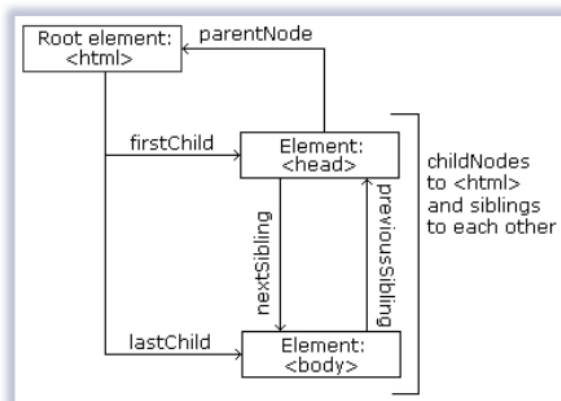 Root element:
<html>
parentNode
firstChild
Element:
<head>
childNodes
to <html>
and siblings
to each other
nextSibling
previousSibling
lastChild
Element:
<body>